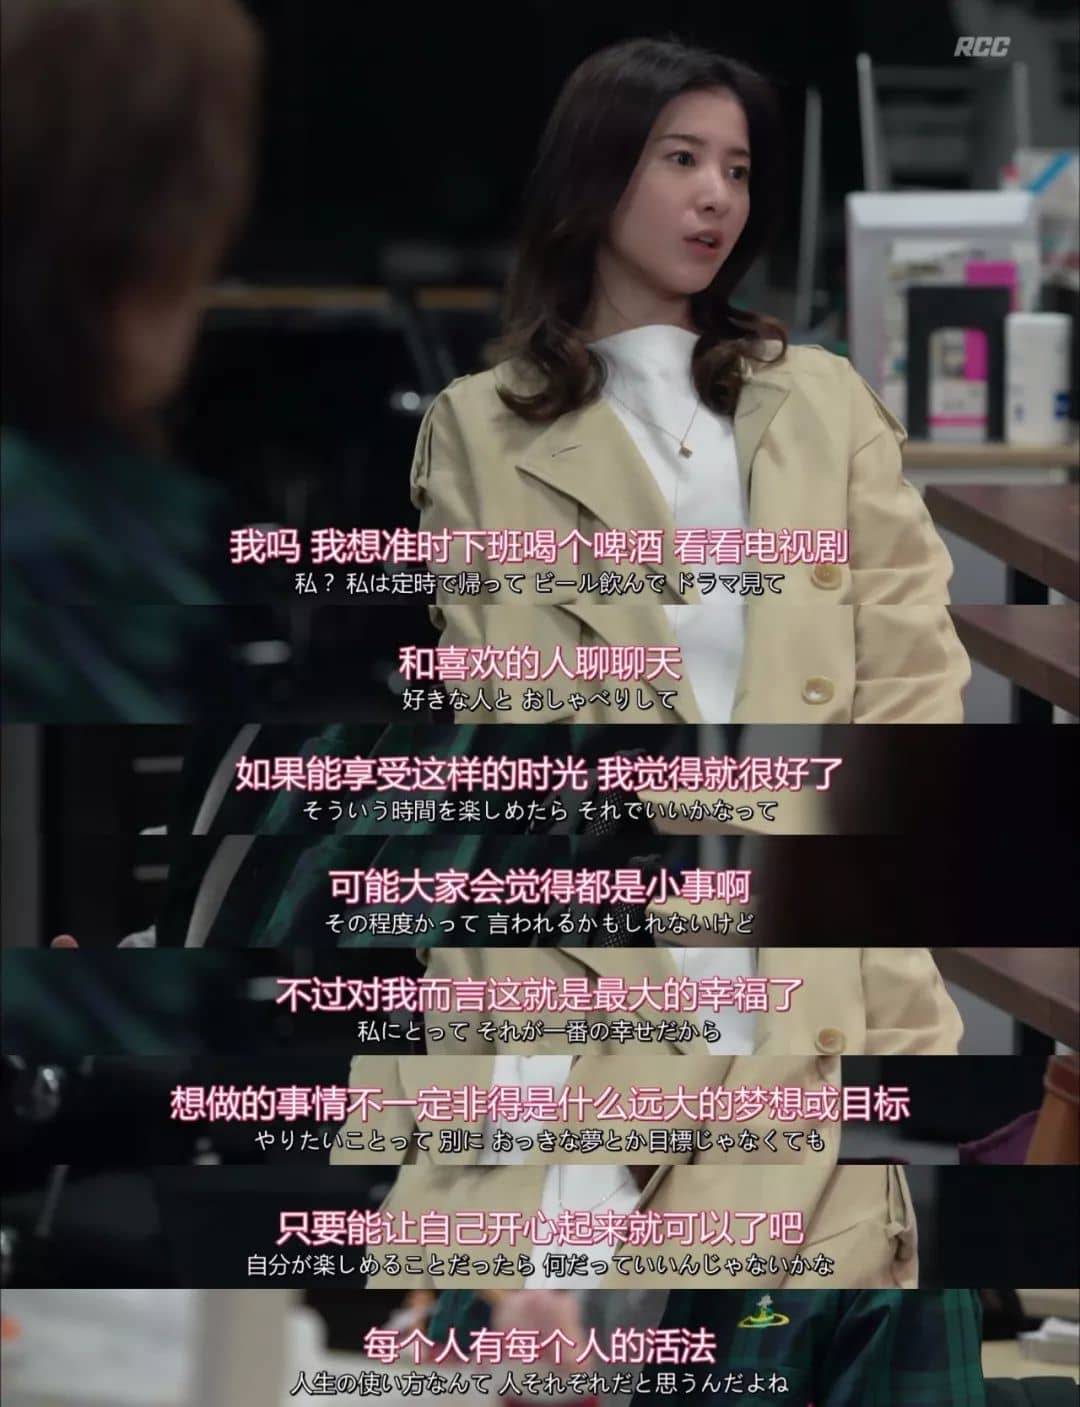 RCC
我吗 我想准时下班喝个啤酒 看看电视剧
私？ 私は定時で帰って ビール飲んで ドラマ見て
和喜欢的人聊聊天
好きな人と おしゃべりして
如果能享受这样的时光 我觉得就很好了
そういう時間を楽しめたら それでいいかなって
可能大家会觉得都是小事啊
その程度かって 言われるかもしれないけど
不过对我而言这就是最大的幸福了
私にとって それが一番の幸せだから
想做的事情不一定非得是什么远大的梦想或目标
やりたいことって 別に おっきな夢とか目標じゃなくても
只要能让自己开心起来就可以了吧
自分が楽しめることだったら 何だっていいんじゃないかな
每个人有每个人的活法
人生の使い方なんて 人それぞれだと思うんだよね